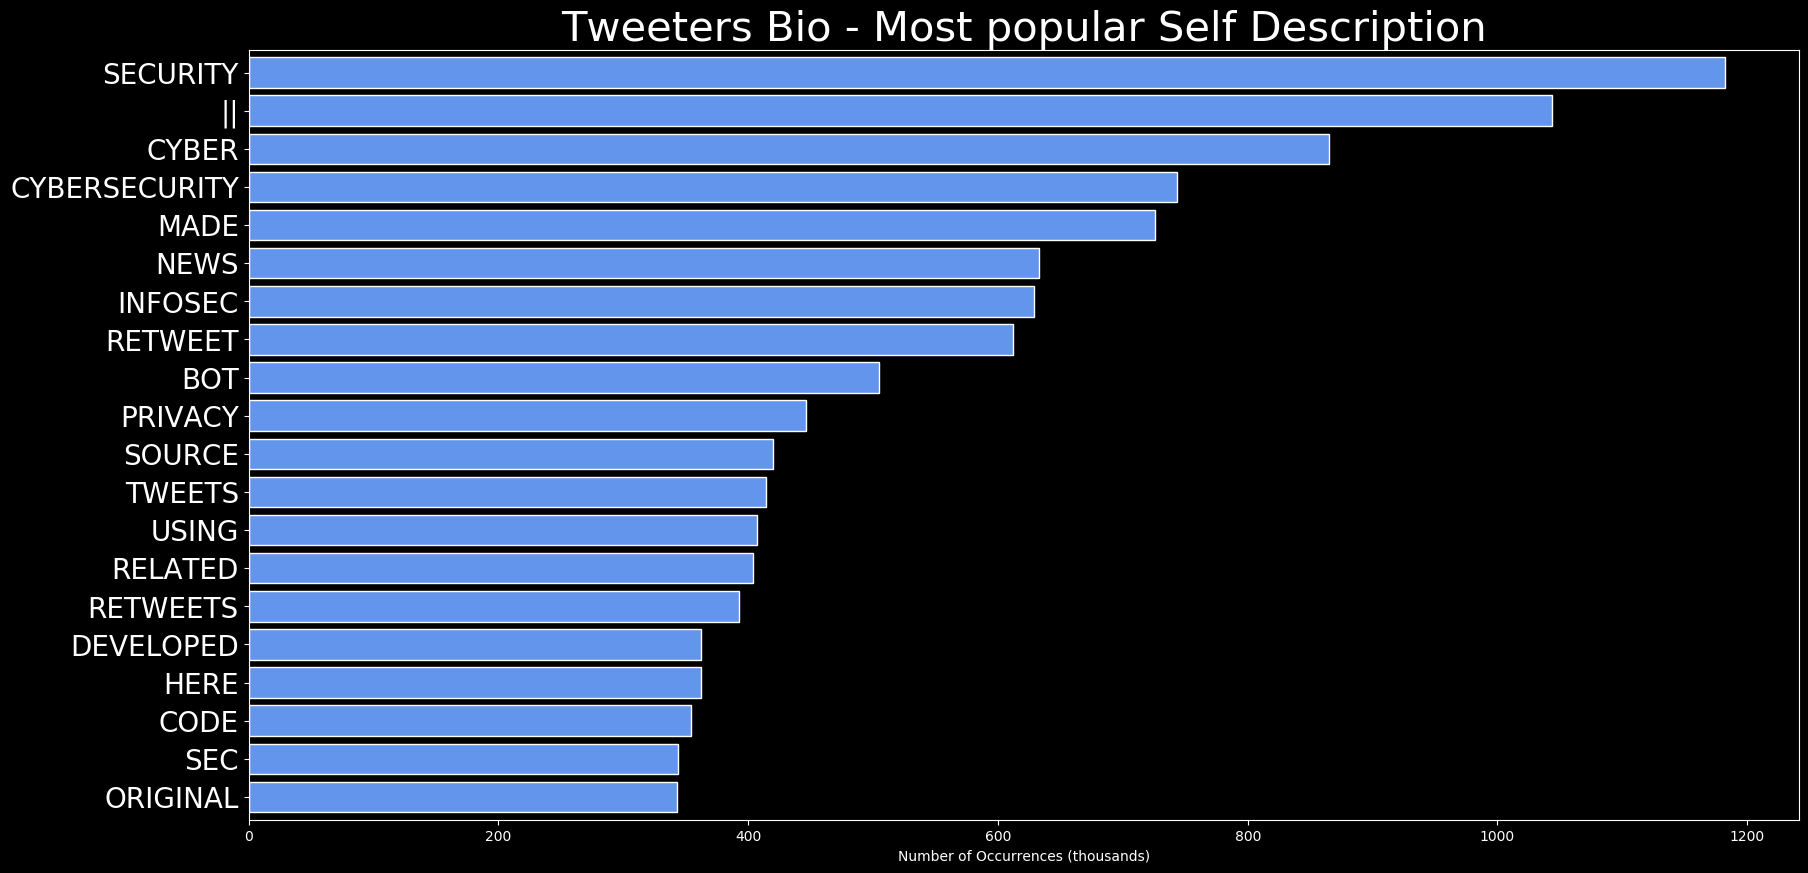 Tweeters Bio - Most popular Self Description
SECURITY
||
CYBER
CYBERSECURITY
MADE
NEWS
INFOSEC
RETWEET
BOT
PRIVACY
SOURCE
TWEETS
USING
RELATED
RETWEETS
DEVELOPED
HERE
CODE
SEC
ORIGINAL
0 200 400 600 800 1000 1200
Number of Occurrences (thousands)